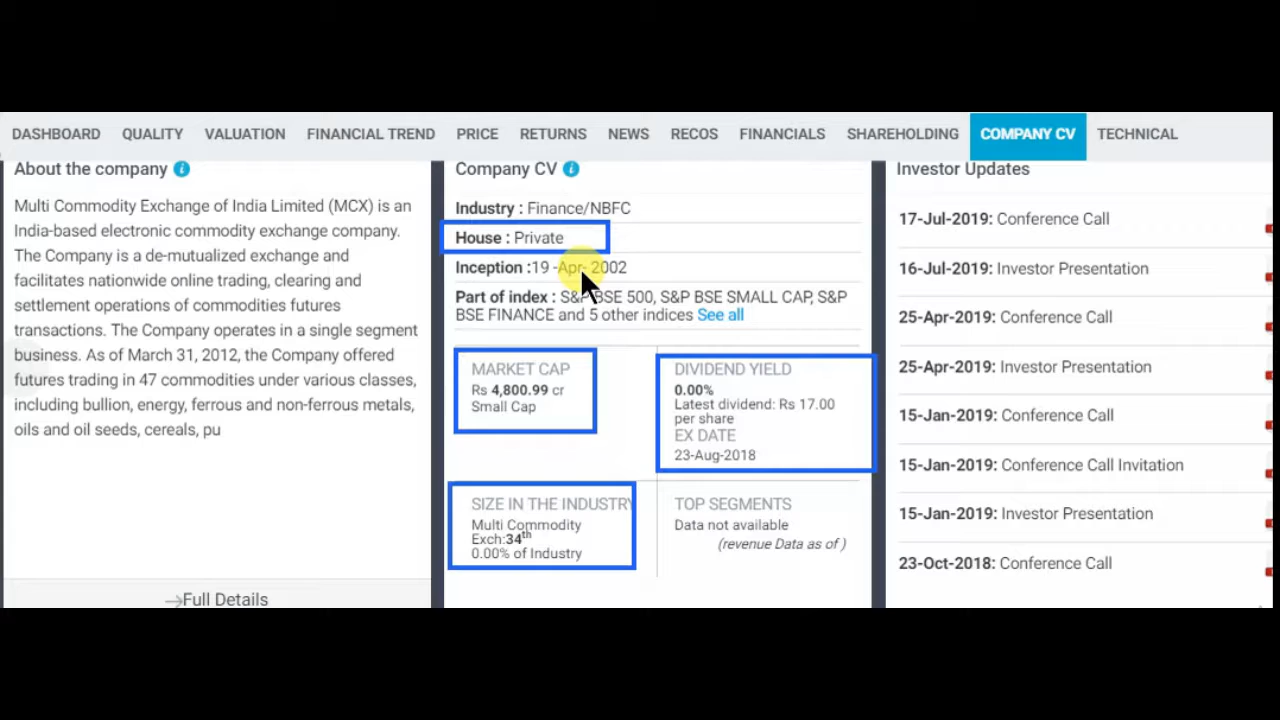 DASHBOARD QUALITY VALUATION FINANCIAL TREND PRICE RETURNS NEWS RECOS FINANCIALS SHAREHOLDING COMPANY CV TECHNICAL
About the company
Multi Commodity Exchange of India Limited (MCX) is an
India-based electronic commodity exchange company.
The Company is a de-mutualized exchange and
facilitates nationwide online trading, clearing and
settlement operations of commodities futures
transactions. The Company operates in a single segment
business. As of March 31, 2012, the Company offered
futures trading in 47 commodities under various classes,
including bullion, energy, ferrous and non-ferrous metals,
oils and oil seeds, cereals, pu
→Full Details
Company CV
Industry : Finance/NBFC
House : Private
Inception :19 -Apr- 2002
Part of index : S&P BSE 500, S&P BSE SMALL CAP, S&P
BSE FINANCE and 5 other indices See all
MARKET CAP
Rs 4,800.99 cr
Small Cap
DIVIDEND YIELD
0.00%
Latest dividend: Rs 17.00
per share
EX DATE
23-Aug-2018
SIZE IN THE INDUSTRY
Multi Commodity
Exch:34th
0.00% of Industry
TOP SEGMENTS
Data not available
(revenue Data as of )
Investor Updates
17-Jul-2019: Conference Call
16-Jul-2019: Investor Presentation
25-Apr-2019: Conference Call
25-Apr-2019: Investor Presentation
15-Jan-2019: Conference Call
15-Jan-2019: Conference Call Invitation
15-Jan-2019: Investor Presentation
23-Oct-2018: Conference Call